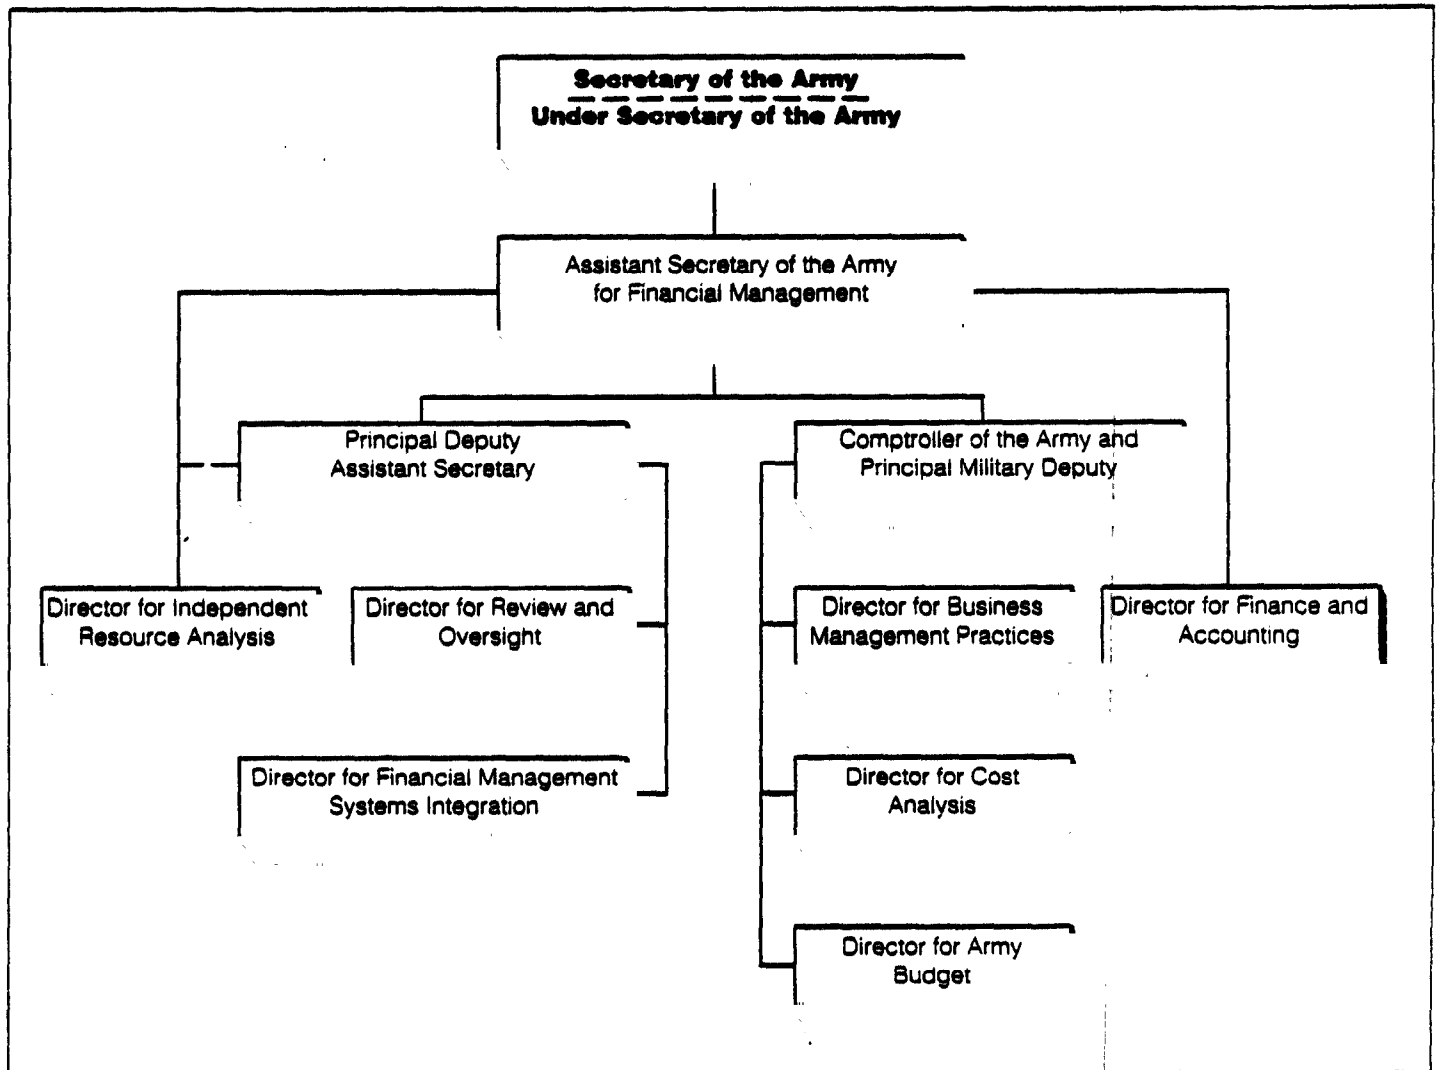 Secretary of the Army
Under Secretary of the Army
Assistant Secretary of the Army
for Financial Management
Principal Deputy
Assistant Secretary
Comptroller of the Army and
Principal Military Deputy
Director for Independent
Resource Analysis
Director for Review and
Oversight
Director for Business
Management Practices
Director for Finance and
Accounting
Director for Financial Management
Systems Integration
Director for Cost
Analysis
Director for Army
Budget